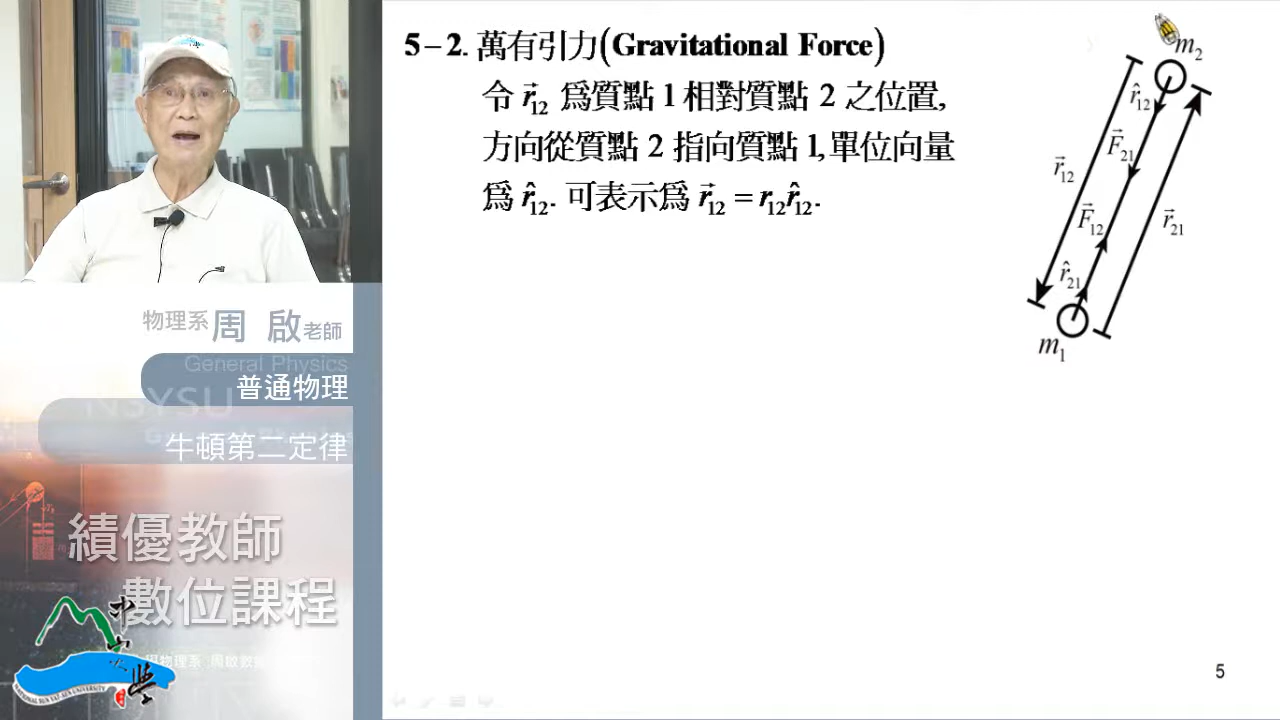 5-2. 萬有引力(Gravitational Force)
令 r⃗₁₂ 為質點 1 相對質點 2 之位置,
方向從質點 2 指向質點 1,單位向量
為 r̂₁₂. 可表示為 r⃗₁₂ = r₁₂r̂₁₂.
m₂
r̂₁₂
F⃗₂₁
r⃗₁₂
F⃗₁₂
r⃗₂₁
r̂₂₁
m₁
物理系周 啟老師
General Physics
普通物理
NSYSU
牛頓第二定律
績優教師
數位課程
5